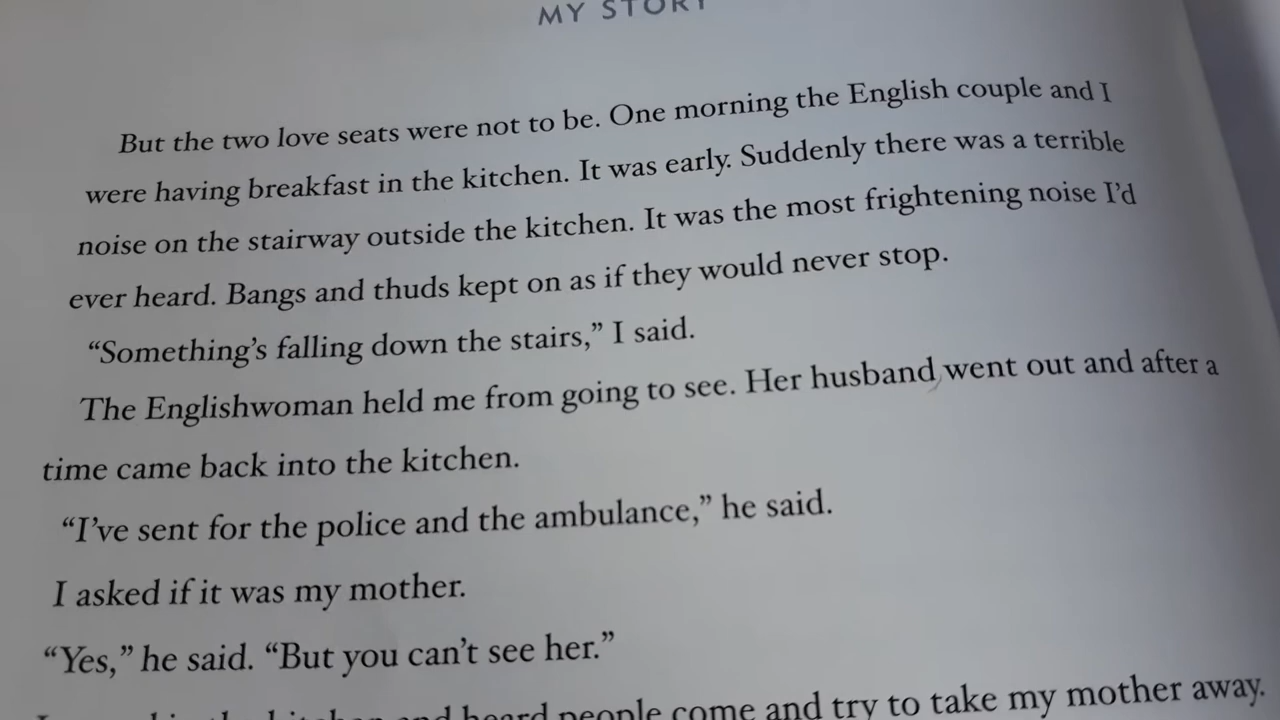 MY STORY
But the two love seats were not to be. One morning the English couple and I
were having breakfast in the kitchen. It was early. Suddenly there was a terrible
noise on the stairway outside the kitchen. It was the most frightening noise I’d
ever heard. Bangs and thuds kept on as if they would never stop.
“Something’s falling down the stairs,” I said.
The Englishwoman held me from going to see. Her husband went out and after a
time came back into the kitchen.
“I’ve sent for the police and the ambulance,” he said.
I asked if it was my mother.
“Yes,” he said. “But you can’t see her.”
in the kitchen and heard people come and try to take my mother away.